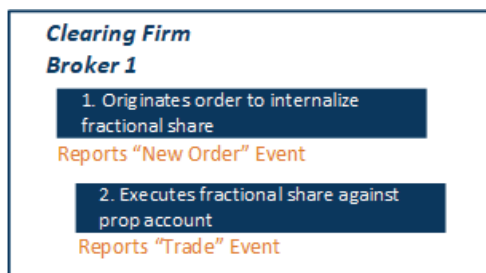 Clearing Firm
Broker 1
1. Originates order to internalize
fractional share
Reports “New Order” Event
2. Executes fractional share against
prop account
Reports “Trade” Event